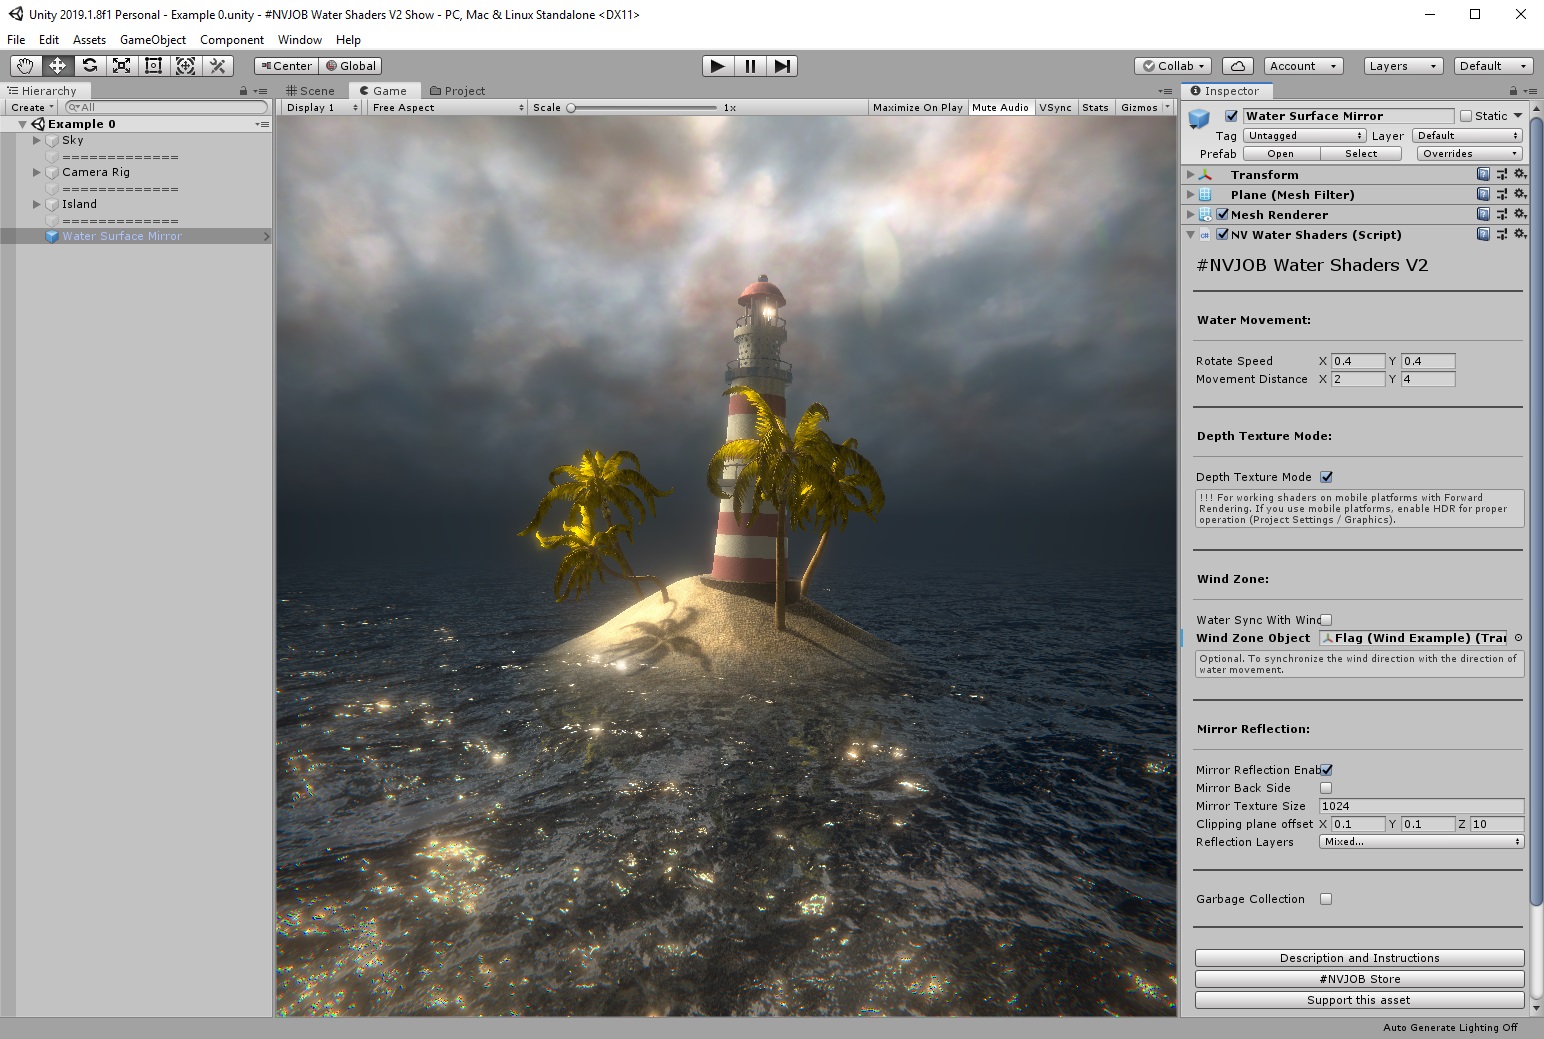 Unity 2019.1.8f1 Personal - Example 0.unity - #NVJOB Water Shaders V2 Show - PC, Mac & Linux Standalone <DX11>
File Edit Assets GameObject Component Window Help
Center Global Collab Account Layers Default
Hierarchy Scene Game Project Inspector
Create All Display 1 Free Aspect Scale 1x Maximize On Play Mute Audio VSync Stats Gizmos
Example 0
Sky
=============
Camera Rig
=============
Island
=============
Water Surface Mirror
Water Surface Mirror Static
Tag Untagged Layer Default
Prefab Open Select Overrides
Transform
Plane (Mesh Filter)
Mesh Renderer
NV Water Shaders (Script)
#NVJOB Water Shaders V2
Water Movement:
Rotate Speed X 0.4 Y 0.4
Movement Distance X 2 Y 4
Depth Texture Mode:
Depth Texture Mode
!!! For working shaders on mobile platforms with Forward
Rendering. If you use mobile platforms, enable HDR for proper
operation (Project Settings / Graphics).
Wind Zone:
Water Sync With Wind
Wind Zone Object Flag (Wind Example) (Tra
Optional. To synchronize the wind direction with the direction of
water movement.
Mirror Reflection:
Mirror Reflection Enab
Mirror Back Side
Mirror Texture Size 1024
Clipping plane offset X 0.1 Y 0.1 Z 10
Reflection Layers Mixed...
Garbage Collection
Description and Instructions
#NVJOB Store
Support this asset
Auto Generate Lighting Off